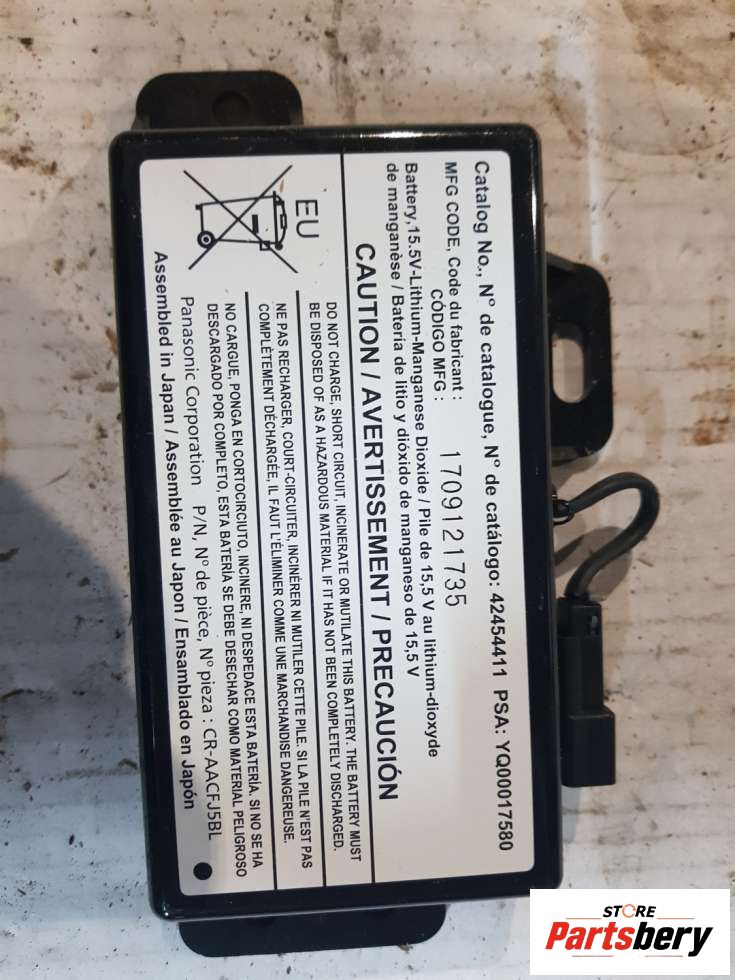 Catalog No., N° de catalogue, N° de catálogo: 42454411 PSA: YQ00017580
MFG CODE, Code du fabricant :
CÓDIGO MFG :
1709121735
Battery,15.5V-Lithium-Manganese Dioxide / Pile de 15,5 V au lithium-dioxyde
de manganèse / Batería de litio y dióxido de manganeso de 15,5 V
CAUTION / AVERTISSEMENT / PRECAUCIÓN
DO NOT CHARGE, SHORT CIRCUIT, INCINERATE OR MUTILATE THIS BATTERY. THE BATTERY MUST
BE DISPOSED OF AS A HAZARDOUS MATERIAL IF IT HAS NOT BEEN COMPLETELY DISCHARGED.
NE PAS RECHARGER, COURT-CIRCUITER, INCINÉRER NI MUTILER CETTE PILE. SI LA PILE N'EST PAS
COMPLÈTEMENT DÉCHARGÉE, IL FAUT L'ÉLIMINER COMME UNE MARCHANDISE DANGEREUSE.
NO CARGUE, PONGA EN CORTOCIRCIUTO, INCINERE, NI DESPEDACE ESTA BATERÍA. SI NO SE HA
DESCARGADO POR COMPLETO, ESTA BATERÍA SE DEBE DESECHAR COMO MATERIAL PELIGROSO
EU
Panasonic Corporation P/N, N° de pièce, N° pieza : CR-AACFJ5BL
Assembled in Japan / Assemblée au Japon / Ensamblado en Japón
STORE
Partsbery